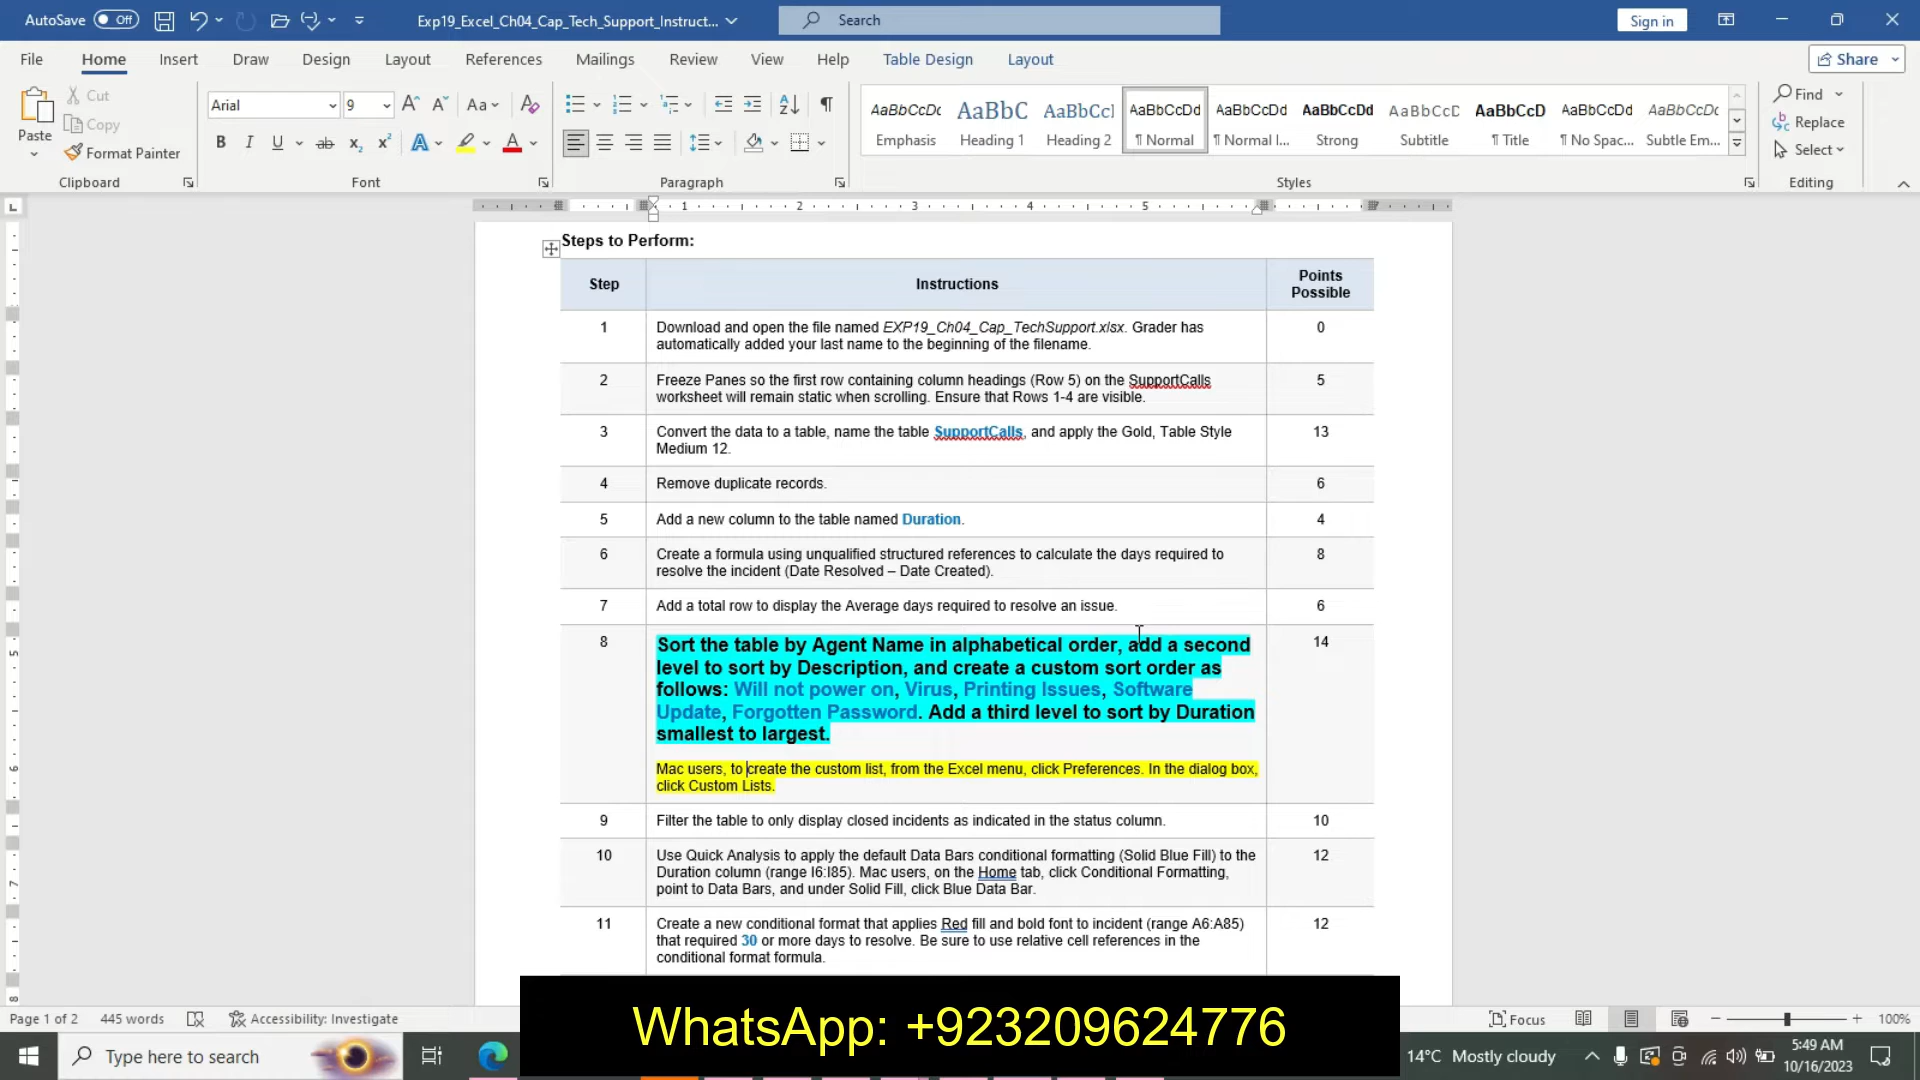 AutoSave Off Exp19_Excel_Ch04_Cap_Tech_Support_Instruct... Search Sign in
File Home Insert Draw Design Layout References Mailings Review View Help Table Design Layout Share
Paste Cut Copy Format Painter
Arial 9
AaBbCcDd Emphasis
AaBbC Heading 1
AaBbCcI Heading 2
AaBbCcDd ¶ Normal
AaBbCcDd ¶ Normal I...
AaBbCcDd Strong
AaBbCcD Subtitle
AaBbCcD ¶ Title
AaBbCcDd ¶ No Spac...
AaBbCcDd Subtle Em...
Find
Replace
Select
Clipboard Font Paragraph Styles Editing
1 2 3 4 5
Steps to Perform:
Step Instructions Points Possible
1 Download and open the file named EXP19_Ch04_Cap_TechSupport.xlsx. Grader has 0
automatically added your last name to the beginning of the filename.
2 Freeze Panes so the first row containing column headings (Row 5) on the SupportCalls 5
worksheet will remain static when scrolling. Ensure that Rows 1-4 are visible.
3 Convert the data to a table, name the table SupportCalls, and apply the Gold, Table Style 13
Medium 12.
4 Remove duplicate records. 6
5 Add a new column to the table named Duration. 4
6 Create a formula using unqualified structured references to calculate the days required to 8
resolve the incident (Date Resolved – Date Created).
7 Add a total row to display the Average days required to resolve an issue. 6
8 Sort the table by Agent Name in alphabetical order, add a second 14
level to sort by Description, and create a custom sort order as
follows: Will not power on, Virus, Printing Issues, Software
Update, Forgotten Password. Add a third level to sort by Duration
smallest to largest.
Mac users, to create the custom list, from the Excel menu, click Preferences. In the dialog box,
click Custom Lists.
9 Filter the table to only display closed incidents as indicated in the status column. 10
10 Use Quick Analysis to apply the default Data Bars conditional formatting (Solid Blue Fill) to the 12
Duration column (range I6:I85). Mac users, on the Home tab, click Conditional Formatting,
point to Data Bars, and under Solid Fill, click Blue Data Bar.
11 Create a new conditional format that applies Red fill and bold font to incident (range A6:A85) 12
that required 30 or more days to resolve. Be sure to use relative cell references in the
conditional format formula.
WhatsApp: +923209624776
Page 1 of 2 445 words Accessibility: Investigate Focus 100%
Type here to search 14°C Mostly cloudy 5:49 AM
10/16/2023